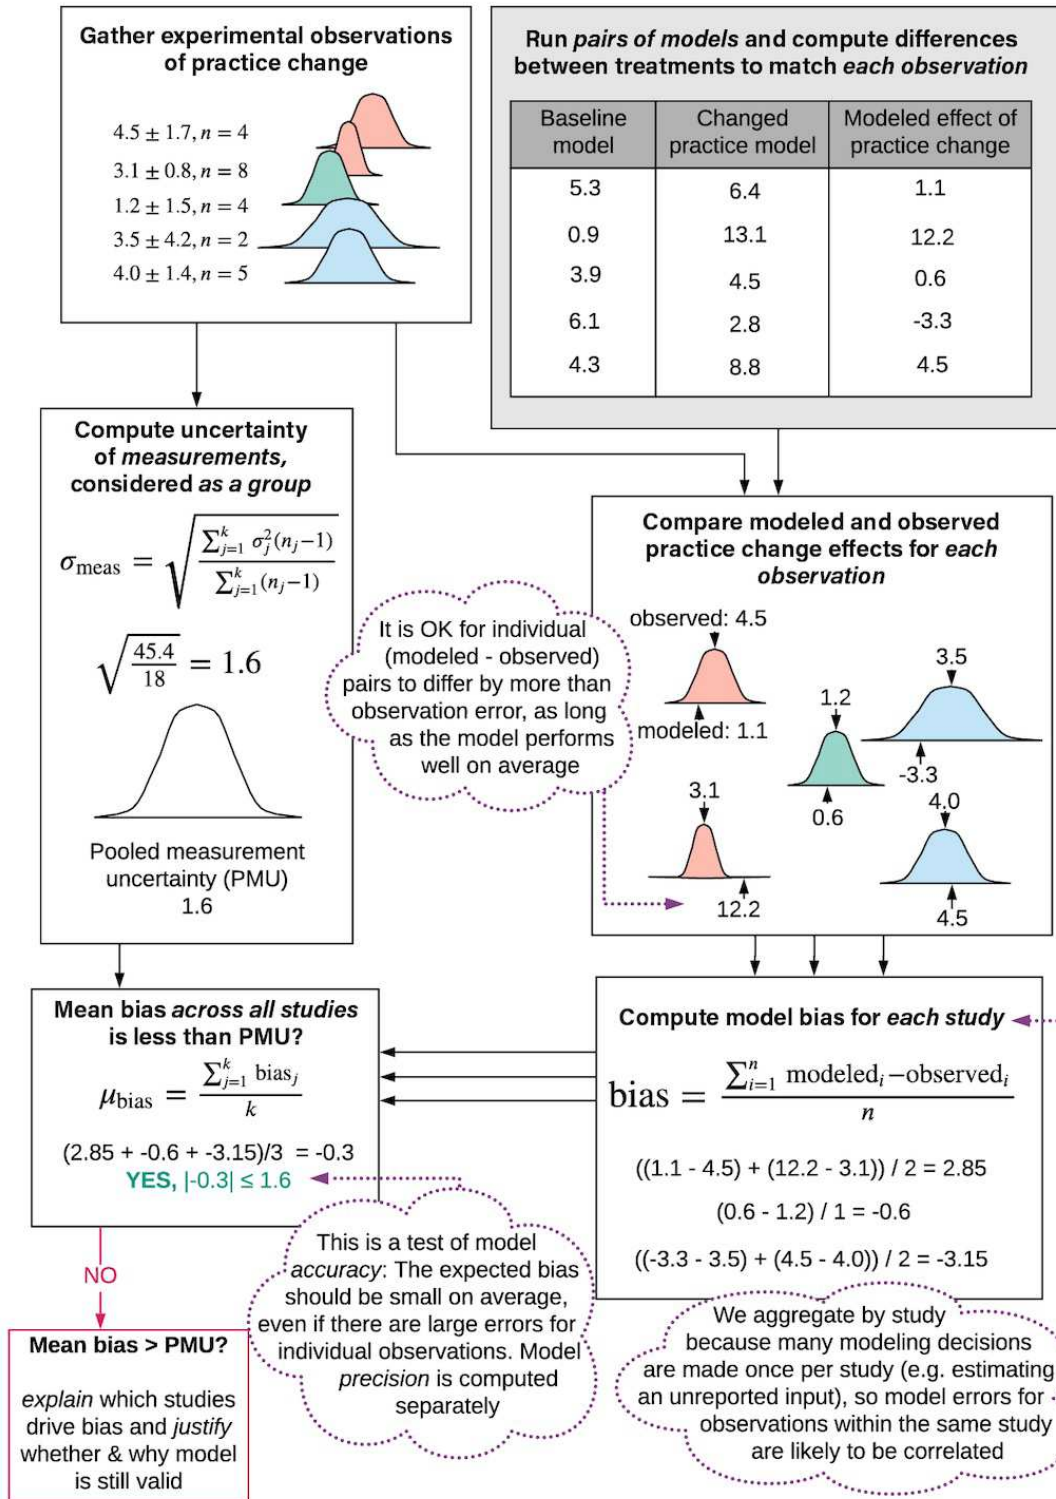 Gather experimental observations
of practice change
4.5 ± 1.7, n = 4
3.1 ± 0.8, n = 8
1.2 ± 1.5, n = 4
3.5 ± 4.2, n = 2
4.0 ± 1.4, n = 5
Run pairs of models and compute differences
between treatments to match each observation
Baseline model | Changed practice model | Modeled effect of practice change
5.3 6.4 1.1
0.9 13.1 12.2
3.9 4.5 0.6
6.1 2.8 -3.3
4.3 8.8 4.5
Compute uncertainty
of measurements,
considered as a group
σ_meas = √(∑_{j=1}^{k} σ_j^2(n_j−1) / ∑_{j=1}^{k}(n_j−1))
√(45.4/18) = 1.6
Pooled measurement
uncertainty (PMU)
1.6
It is OK for individual
(modeled - observed)
pairs to differ by more than
observation error, as long
as the model performs
well on average
Compare modeled and observed
practice change effects for each
observation
observed: 4.5
modeled: 1.1
3.5
-3.3
1.2
0.6
3.1
12.2
4.0
4.5
Mean bias across all studies
is less than PMU?
μ_bias = ∑_{j=1}^{k} bias_j / k
(2.85 + -0.6 + -3.15)/3 = -0.3
YES, |-0.3| ≤ 1.6
Compute model bias for each study
bias = ∑_{i=1}^{n} modeled_i−observed_i / n
((1.1 - 4.5) + (12.2 - 3.1)) / 2 = 2.85
(0.6 - 1.2) / 1 = -0.6
((-3.3 - 3.5) + (4.5 - 4.0)) / 2 = -3.15
This is a test of model
accuracy: The expected bias
should be small on average,
even if there are large errors for
individual observations. Model
precision is computed
separately
We aggregate by study
because many modeling decisions
are made once per study (e.g. estimating
an unreported input), so model errors for
observations within the same study
are likely to be correlated
NO
Mean bias > PMU?
explain which studies
drive bias and justify
whether & why model
is still valid